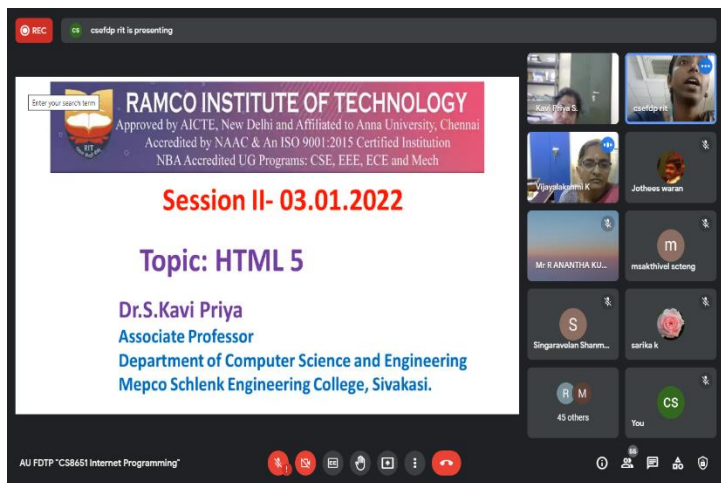 REC
cs
csefdp rit is presenting
Enter your search term
RIT
RAMCO INSTITUTE OF TECHNOLOGY
Approved by AICTE, New Delhi and Affiliated to Anna University, Chennai
Accredited by NAAC & An ISO 9001:2015 Certified Institution
NBA Accredited UG Programs: CSE, EEE, ECE and Mech
Session II- 03.01.2022
Topic: HTML 5
Dr.S.Kavi Priya
Associate Professor
Department of Computer Science and Engineering
Mepco Schlenk Engineering College, Sivakasi.
Kavi Priya S.
csefdp rit
Vijayalakshmi K
Jothees waran
Mr R ANANTHA KU...
m
msakthivel scteng
S
Singaravelan Shanm...
sarika k
R M
45 others
CS
You
AU FDTP "CS8651 Internet Programming"
56